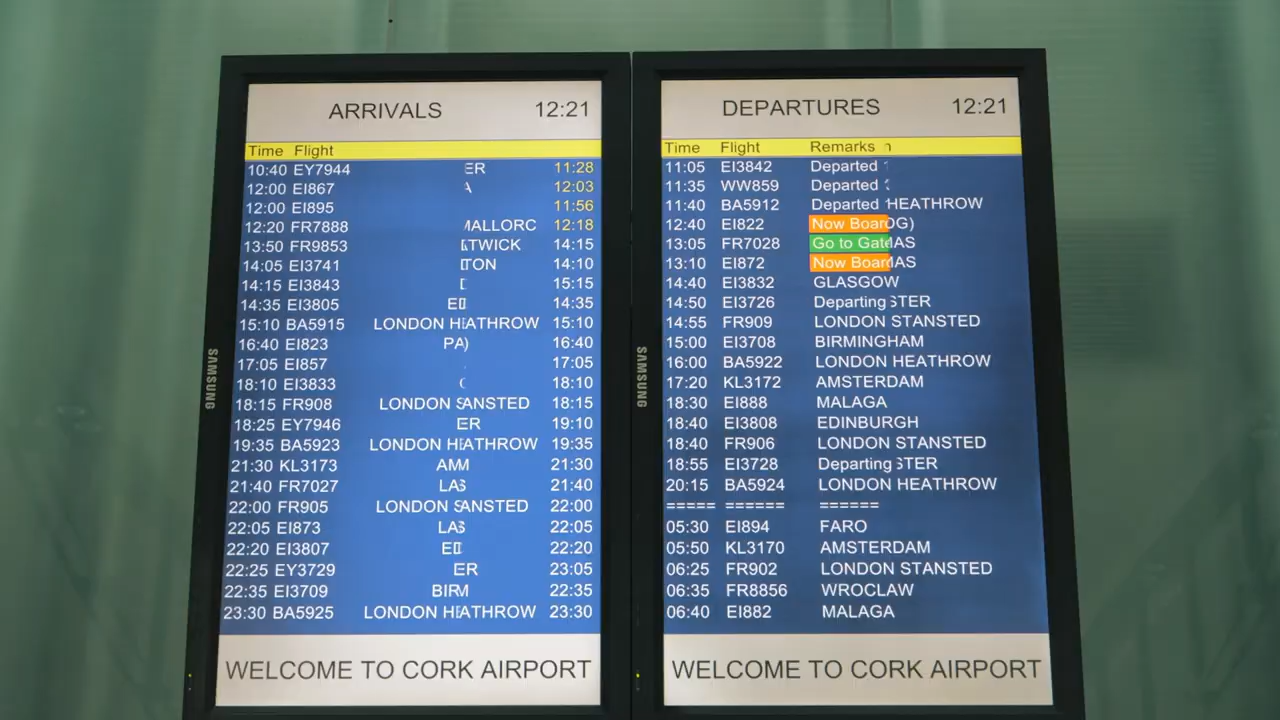 ARRIVALS 12:21
Time Flight
10:40 EY7944 ER 11:28
12:00 EI867 12:03
12:00 EI895 11:56
12:20 FR7888 MALLORC 12:18
13:50 FR9853 TWICK 14:15
14:05 EI3741 TON 14:10
14:15 EI3843 15:15
14:35 EI3805 14:35
15:10 BA5915 LONDON HEATHROW 15:10
16:40 EI823 PA) 16:40
17:05 EI857 17:05
18:10 EI3833 18:10
18:15 FR908 LONDON SANSTED 18:15
18:25 EY7946 ER 19:10
19:35 BA5923 LONDON HEATHROW 19:35
21:30 KL3173 21:30
21:40 FR7027 LAS 21:40
22:00 FR905 LONDON SANSTED 22:00
22:05 EI873 LAS 22:05
22:20 EI3807 22:20
22:25 EY3729 ER 23:05
22:35 EI3709 BIRM 22:35
23:30 BA5925 LONDON HEATHROW 23:30
WELCOME TO CORK AIRPORT
SAMSUNG
DEPARTURES 12:21
Time Flight Remarks
11:05 EI3842 Departed
11:35 WW859 Departed
11:40 BA5912 Departed HEATHROW
12:40 EI822 Now Boar OG)
13:05 FR7028 Go to Gat AS
13:10 EI872 Now Boar AS
14:40 EI3832 GLASGOW
14:50 EI3726 Departing STER
14:55 FR909 LONDON STANSTED
15:00 EI3708 BIRMINGHAM
16:00 BA5922 LONDON HEATHROW
17:20 KL3172 AMSTERDAM
18:30 EI888 MALAGA
18:40 EI3808 EDINBURGH
18:40 FR906 LONDON STANSTED
18:55 EI3728 Departing STER
20:15 BA5924 LONDON HEATHROW
===== ====== ======
05:30 EI894 FARO
05:50 KL3170 AMSTERDAM
06:25 FR902 LONDON STANSTED
06:35 FR8856 WROCLAW
06:40 EI882 MALAGA
WELCOME TO CORK AIRPORT
SAMSUNG